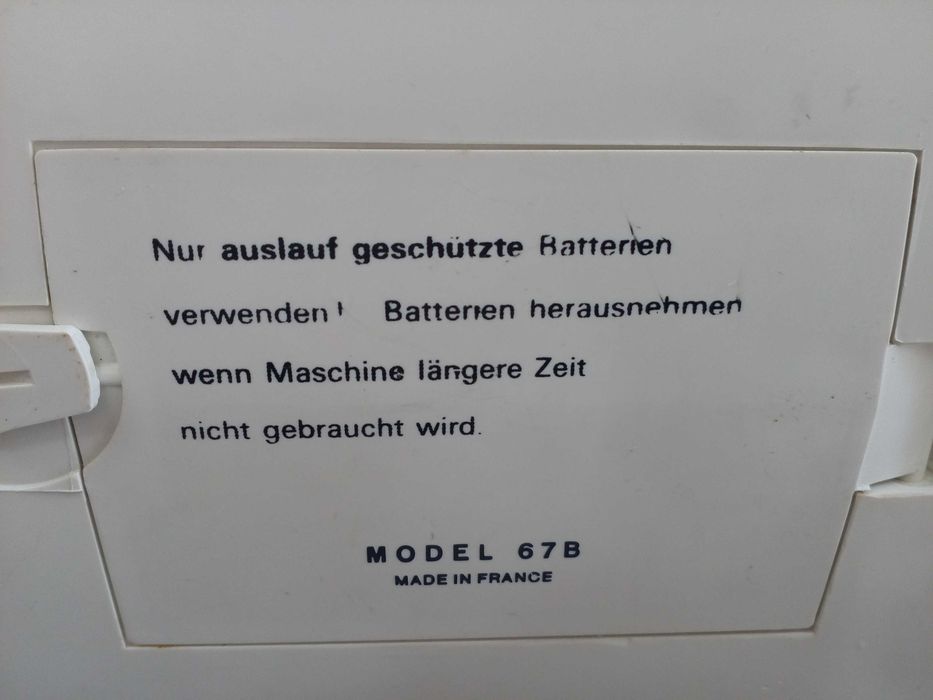 Nur auslauf geschützte Batterien
verwenden! Batterien herausnehmen
wenn Maschine längere Zeit
nicht gebraucht wird.
MODEL 67B
MADE IN FRANCE